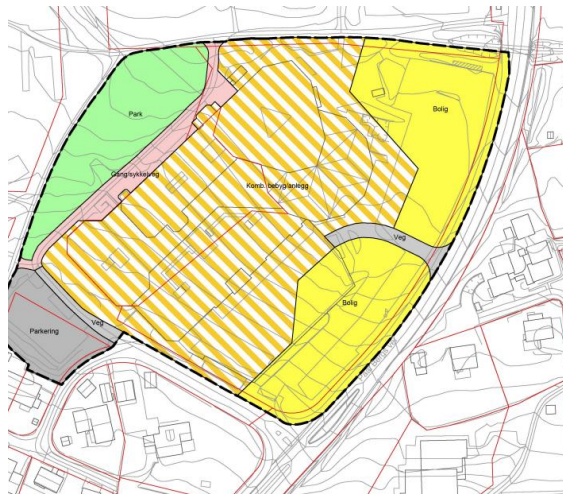 Park
Bolig
Gang/sykkelveg
Komb. bebyg/anlegg
Veg
Bolig
Veg
Parkering